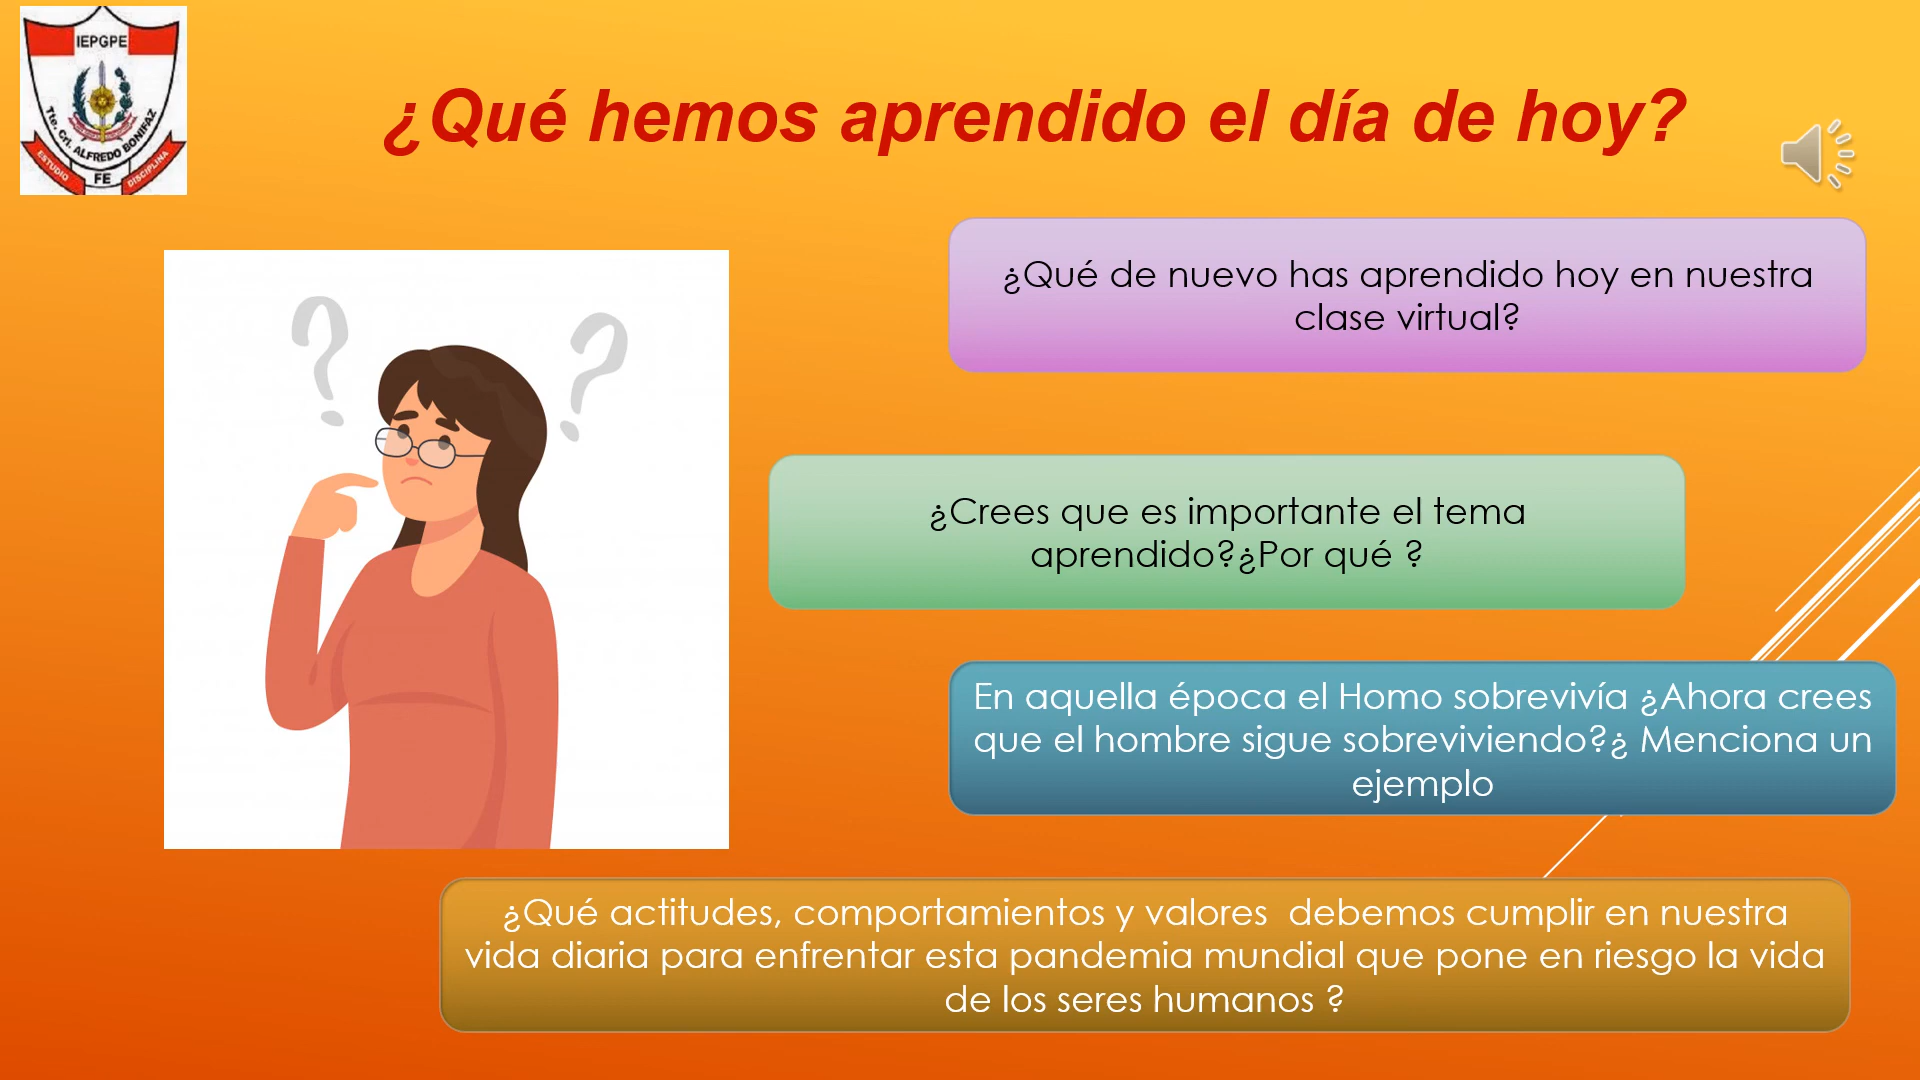 IEPGPE
Tte. Crl. ALFREDO BONIFAZ
ESTUDIO
FE
DISCIPLINA
¿Qué hemos aprendido el día de hoy?
¿Qué de nuevo has aprendido hoy en nuestra
clase virtual?
¿Crees que es importante el tema
aprendido?¿Por qué ?
En aquella época el Homo sobrevivía ¿Ahora crees
que el hombre sigue sobreviviendo?¿ Menciona un
ejemplo
¿Qué actitudes, comportamientos y valores  debemos cumplir en nuestra
vida diaria para enfrentar esta pandemia mundial que pone en riesgo la vida
de los seres humanos ?